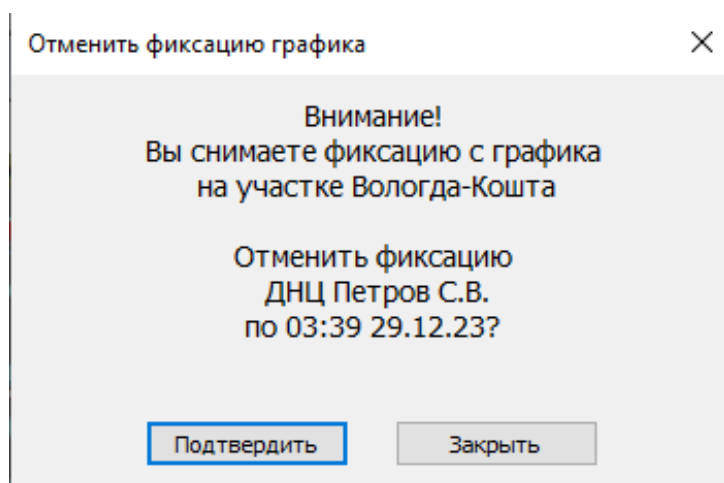 Отменить фиксацию графика
Внимание!
Вы снимаете фиксацию с графика
на участке Вологда-Кошта
Отменить фиксацию
ДНЦ Петров С.В.
по 03:39 29.12.23?
Подтвердить Закрыть